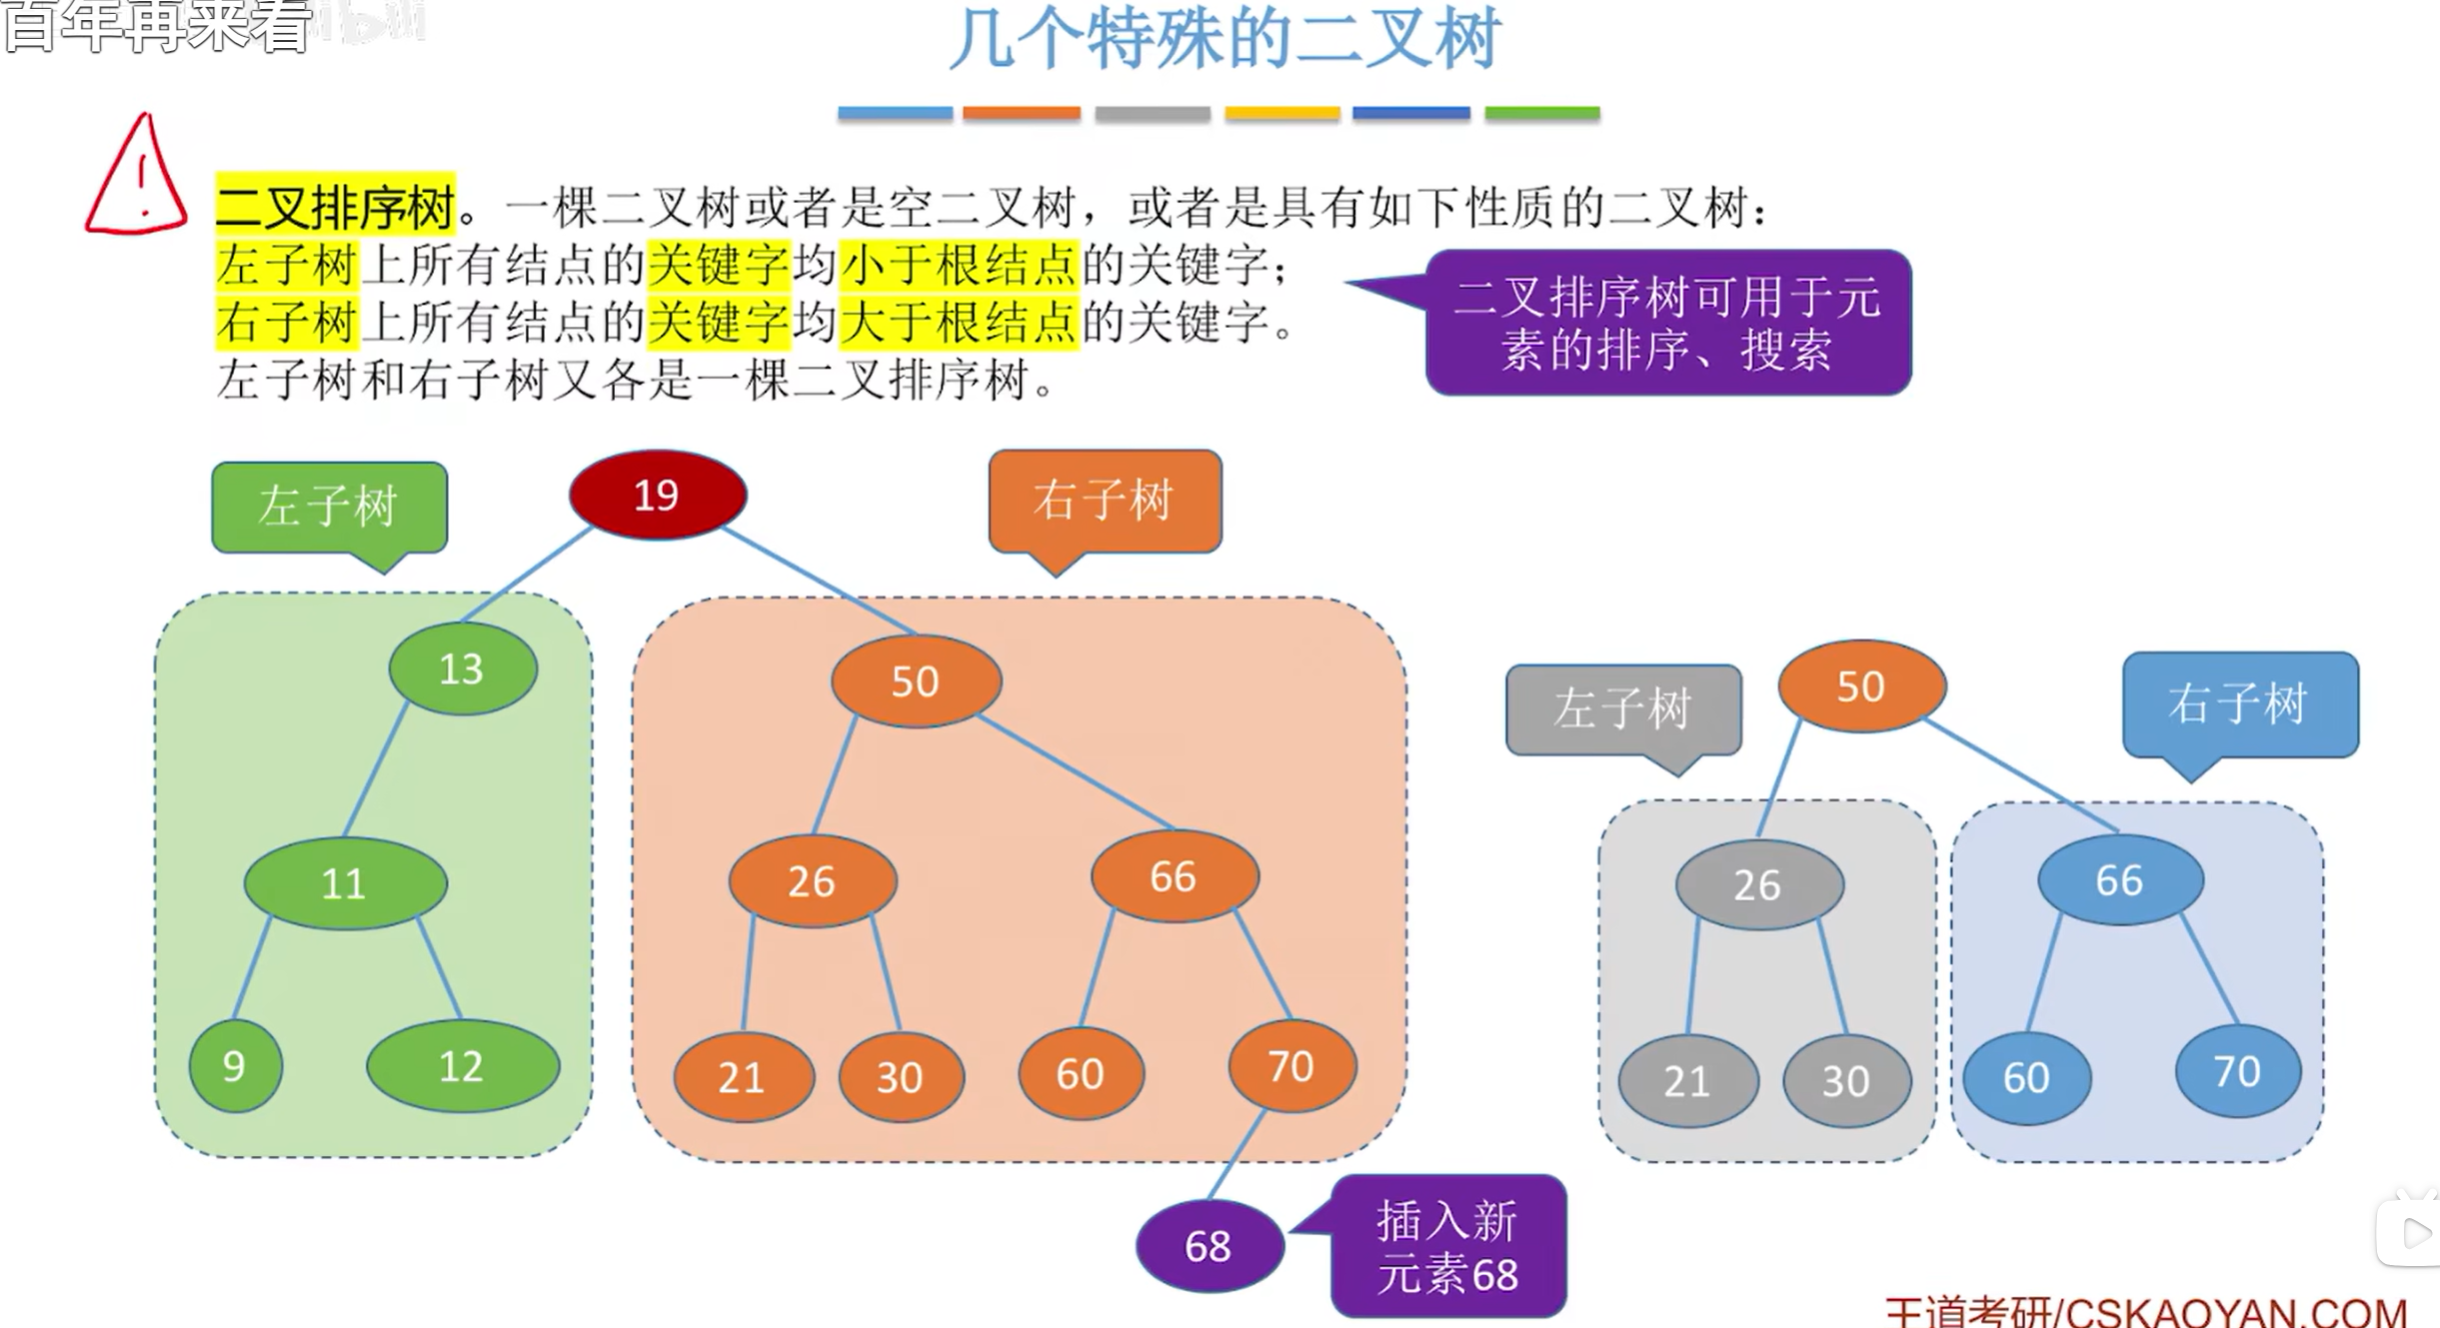 百年再来看
几个特殊的二叉树
二叉排序树。一棵二叉树或者是空二叉树，或者是具有如下性质的二叉树：
左子树上所有结点的关键字均小于根结点的关键字；
右子树上所有结点的关键字均大于根结点的关键字。
左子树和右子树又各是一棵二叉排序树。
二叉排序树可用于元
素的排序、搜索
左子树
19
右子树
13
50
11
26
66
9
12
21
30
60
70
68
插入新
元素68
左子树
50
右子树
26
66
21
30
60
70
王道考研/CSKAOYAN.COM